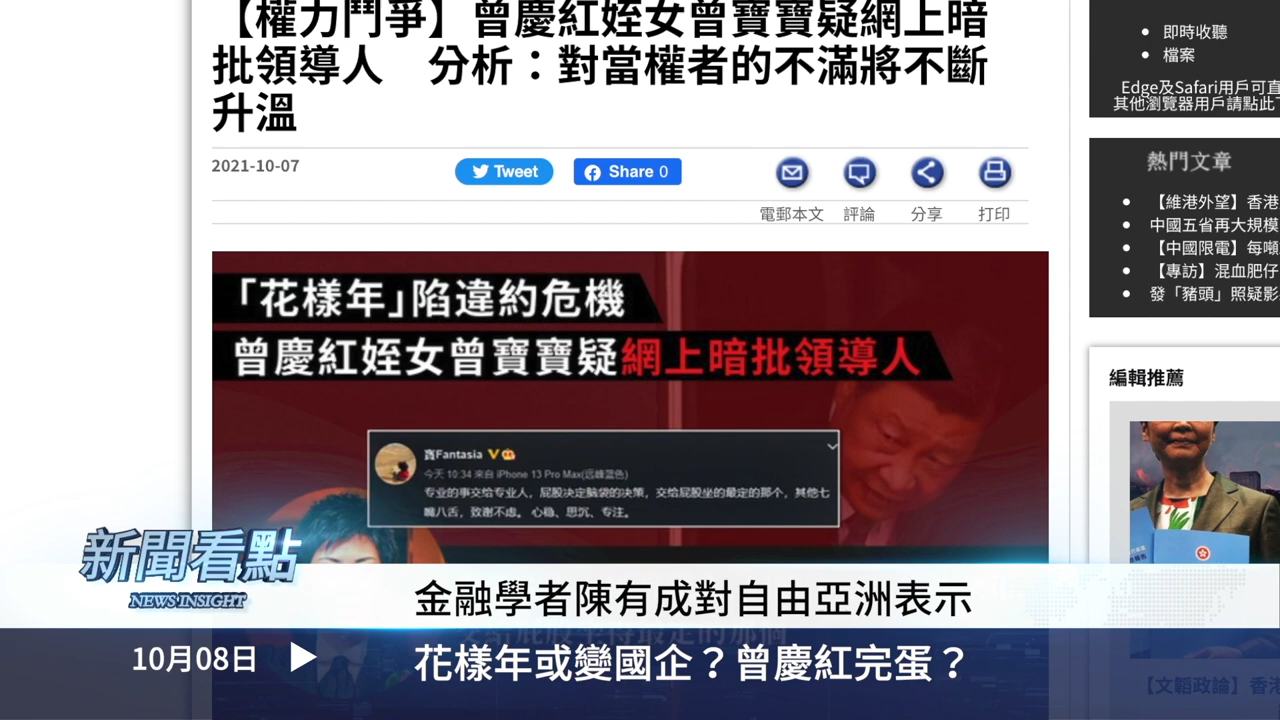 【權力鬥爭】曾慶紅姪女曾寶寶疑網上暗
批領導人 分析：對當權者的不滿將不斷
升溫
2021-10-07
Tweet
Share 0
電郵本文 評論 分享 打印
即時收聽
檔案
Edge及Safari用戶可直
其他瀏覽器用戶請點此
熱門文章
【維港外望】香港
中國五省再大規模
【中國限電】每噸
【專訪】混血肥仔
發「豬頭」照疑影
編輯推薦
「花樣年」陷違約危機
曾慶紅姪女曾寶寶疑網上暗批領導人
寳Fantasia
今天 10:34 来自 iPhone 13 Pro Max(远峰蓝色)
专业的事交给专业人，屁股决定脑袋的决策，交给屁股坐的最定的那个，其他七
嘴八舌，致谢不虑。 心稳、思沉、专注。
新聞看點
NEWS INSIGHT
金融學者陳有成對自由亞洲表示
10月08日
花樣年或變國企？曾慶紅完蛋？
【文韜政論】香港